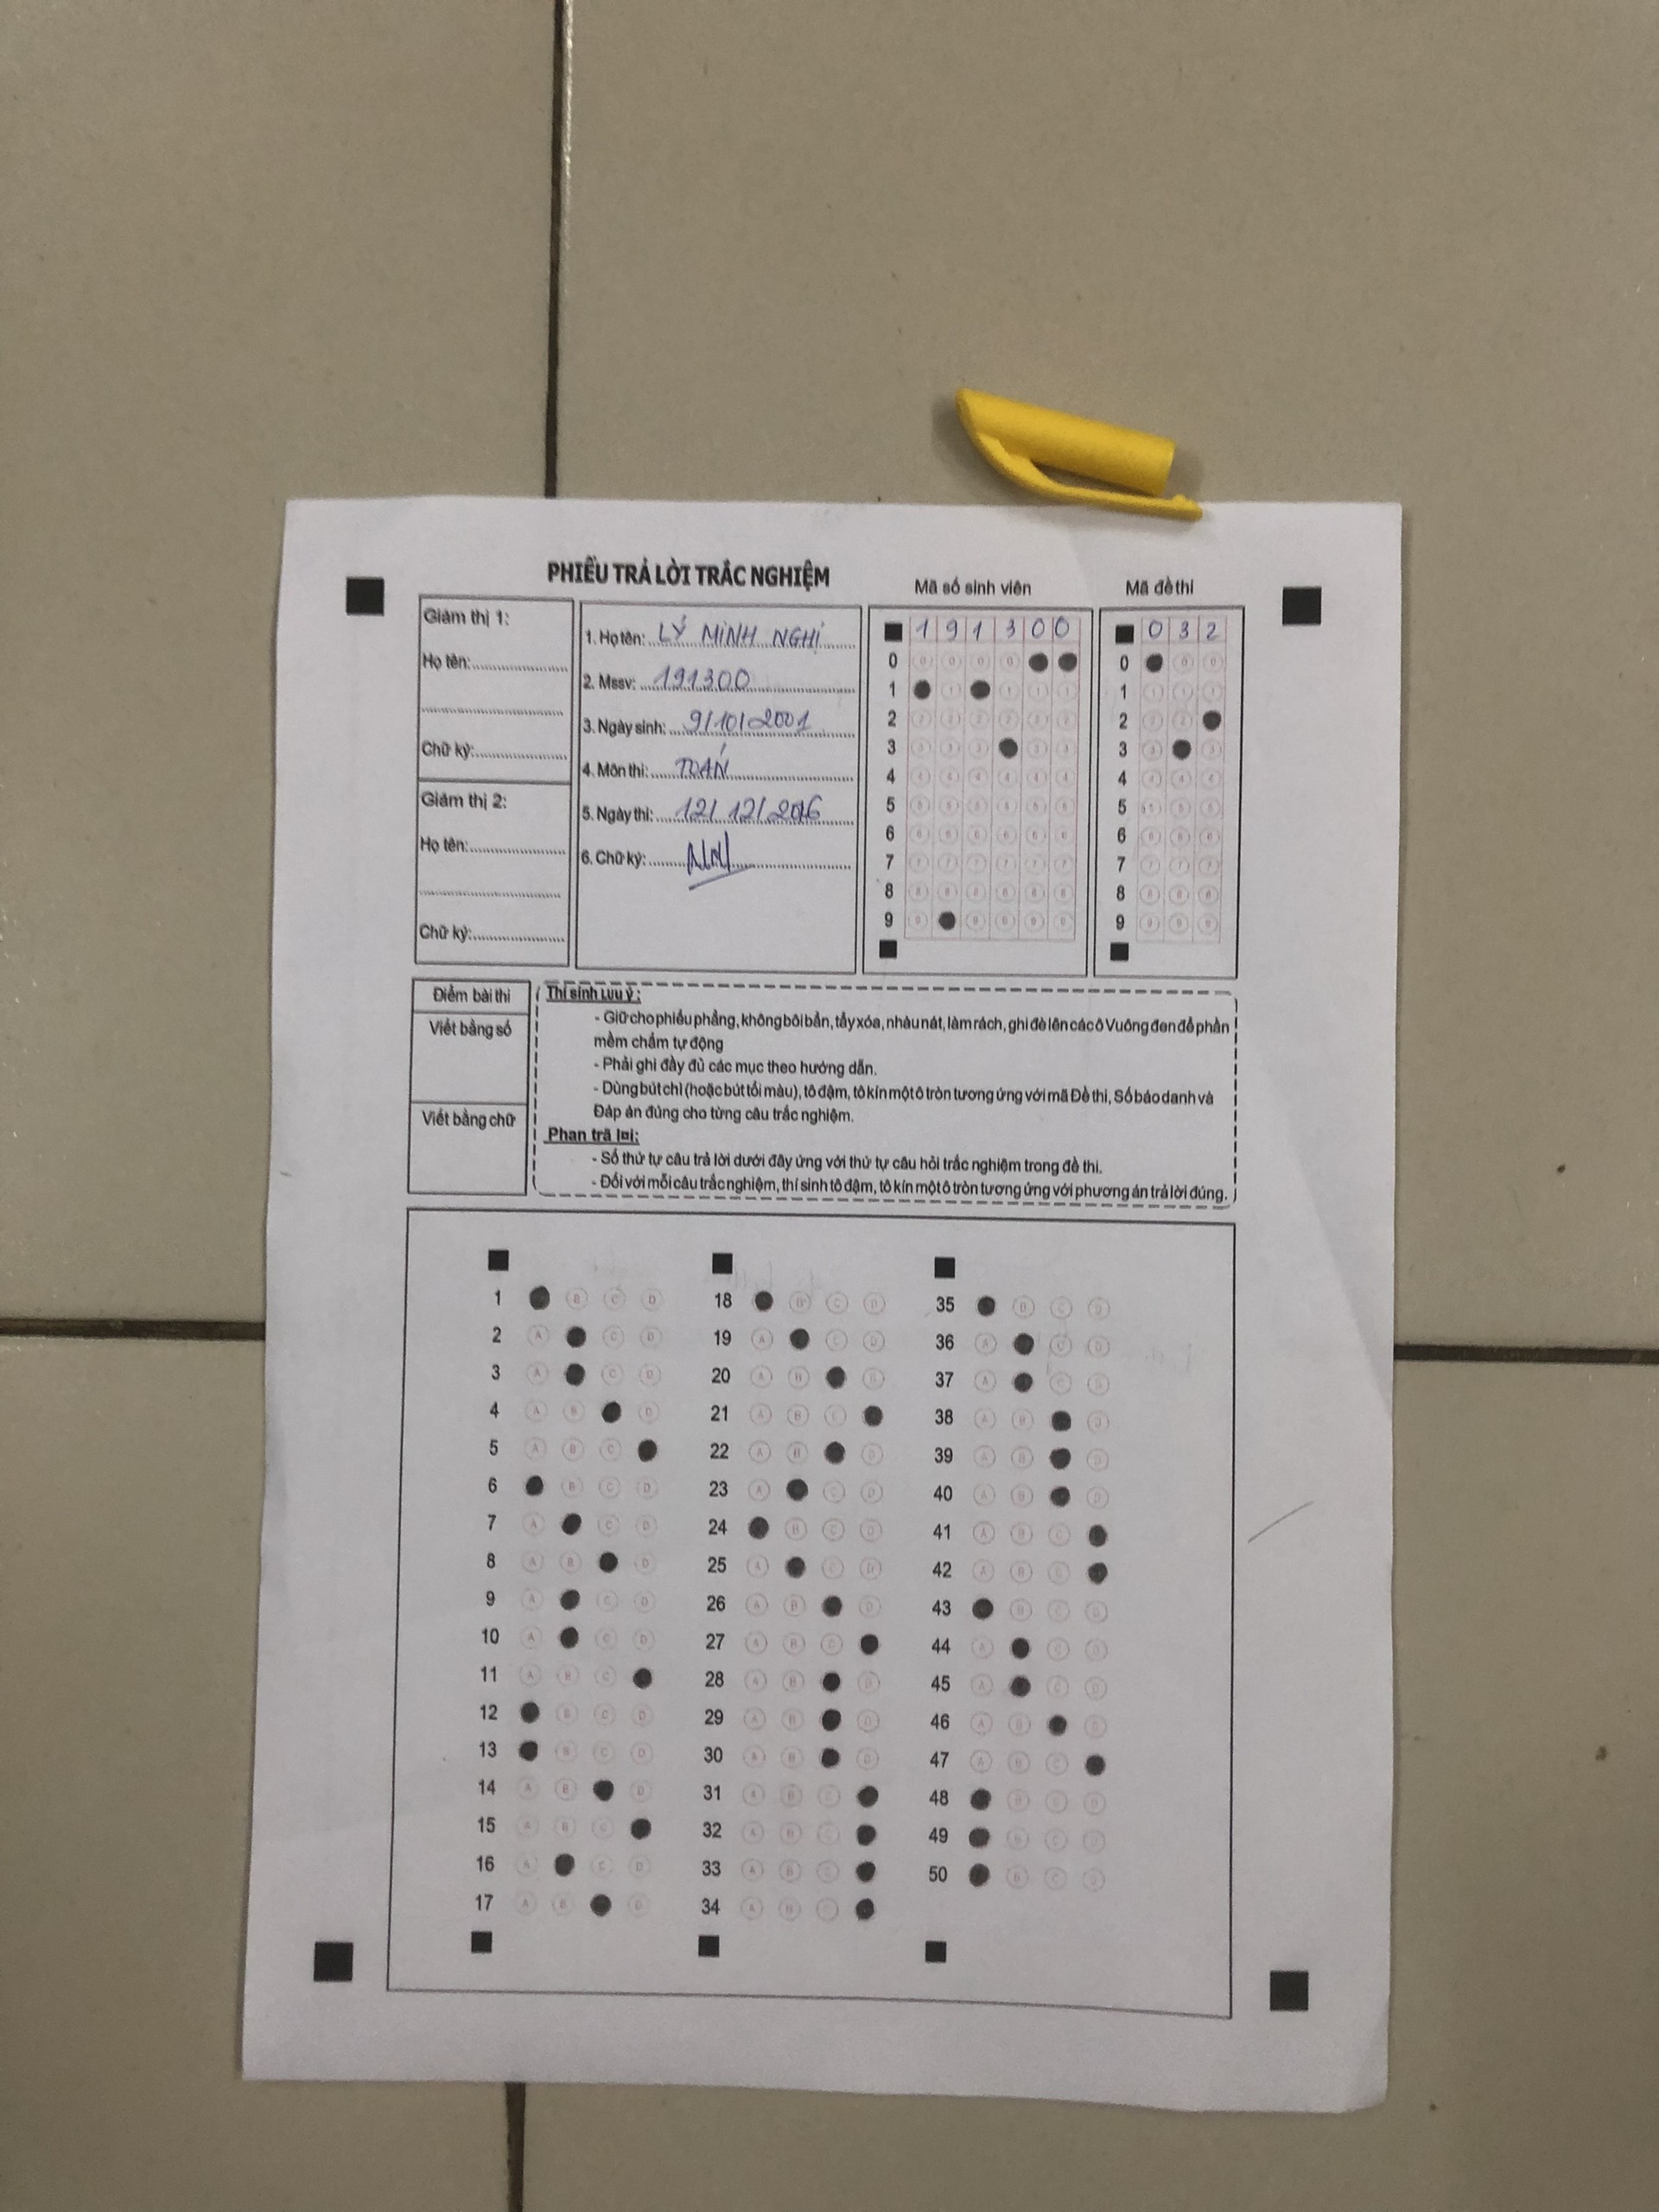 PHIẾU TRẢ LỜI TRẮC NGHIỆM
Giám thị 1:
Họ tên:
Chữ ký:
Giám thị 2:
Họ tên:
Chữ ký:
1. Họ tên: LÝ MINH NGHỊ
2. Mssv: 191300
3. Ngày sinh: 9/10/2001
4. Môn thi: TOÁN
5. Ngày thi: 12/12/2016
6. Chữ ký:
Mã số sinh viên
1 9 1 3 0 0
0
1
2
3
4
5
6
7
8
9
Mã đề thi
0 3 2
0
1
2
3
4
5
6
7
8
9
Điểm bài thi
Viết bằng số
Viết bằng chữ
Thí sinh lưu ý:
- Giữ cho phiếu phẳng, không bôi bẩn, tẩy xóa, nhàu nát, làm rách, ghi đè lên các ô Vuông đen để phần
mềm chấm tự động
- Phải ghi đầy đủ các mục theo hướng dẫn.
- Dùng bút chì (hoặc bút tối màu), tô đậm, tô kín một ô tròn tương ứng với mã Đề thi, Số báo danh và
Đáp án đúng cho từng câu trắc nghiệm.
Phan trã lơi:
- Số thứ tự câu trả lời dưới đây ứng với thứ tự câu hỏi trắc nghiệm trong đề thi.
- Đối với mỗi câu trắc nghiệm, thí sinh tô đậm, tô kín một ô tròn tương ứng với phương án trả lời đúng.
1 B C D
2 A C D
3 A C D
4 A B D
5 A B C
6 B C D
7 A C D
8 A B D
9 A C D
10 A C D
11 A B C
12 B C D
13 B C D
14 A B D
15 A B C
16 A C D
17 A B D
18 B C D
19 A C D
20 A B D
21 A B C
22 A B D
23 A C D
24 B C D
25 A C D
26 A B D
27 A B C
28 A B D
29 A B D
30 A B D
31 A B C
32 A B C
33 A B C
34 A B C
35 B C D
36 A C D
37 A C D
38 A B D
39 A B D
40 A B D
41 A B C
42 A B C
43 B C D
44 A C D
45 A C D
46 A B D
47 A B C
48 B C D
49 B C D
50 B C D